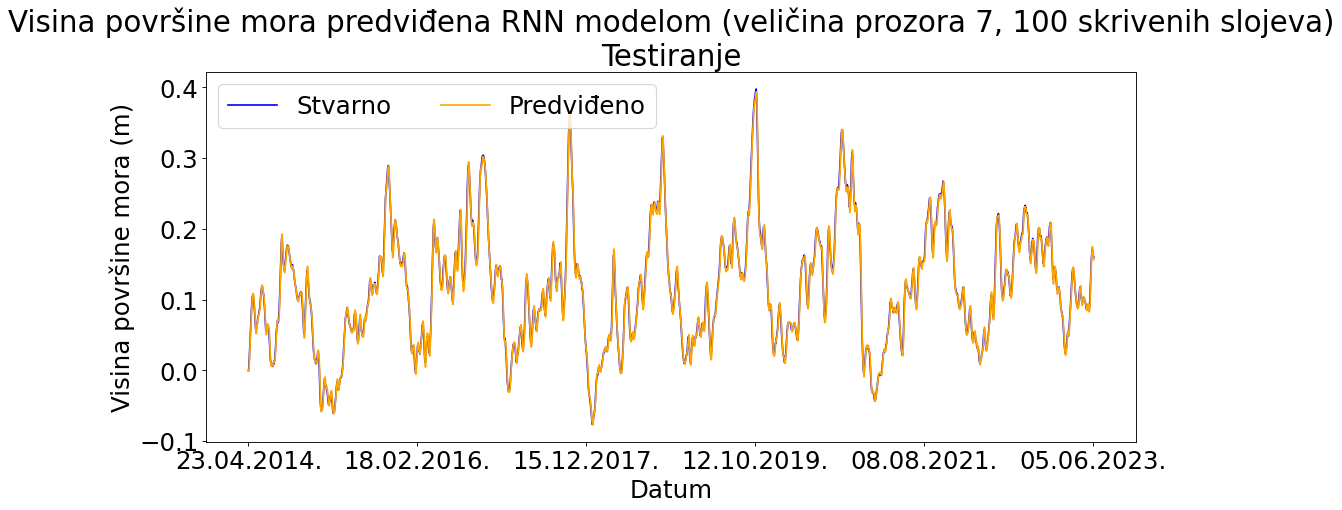 Visina površine mora predviđena RNN modelom (veličina prozora 7, 100 skrivenih slojeva)
Testiranje
Stvarno Predviđeno
Visina površine mora (m)
0.4
0.3
0.2
0.1
0.0
−0.1
23.04.2014. 18.02.2016. 15.12.2017. 12.10.2019. 08.08.2021. 05.06.2023.
Datum